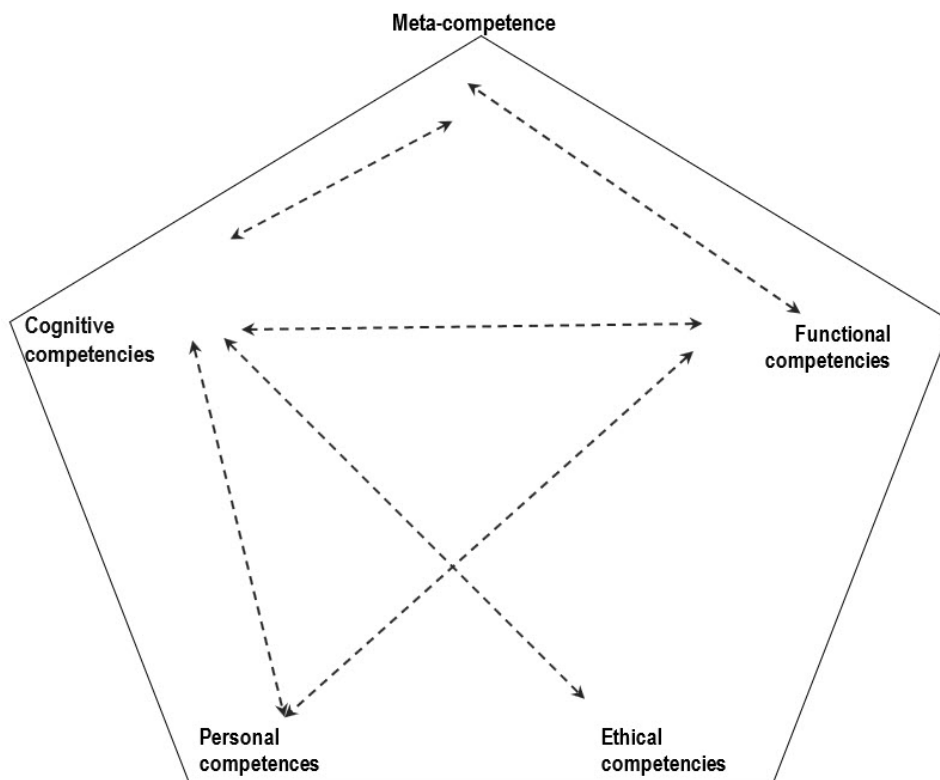 Meta-competence
Cognitive
competencies
Functional
competencies
Personal
competences
Ethical
competencies